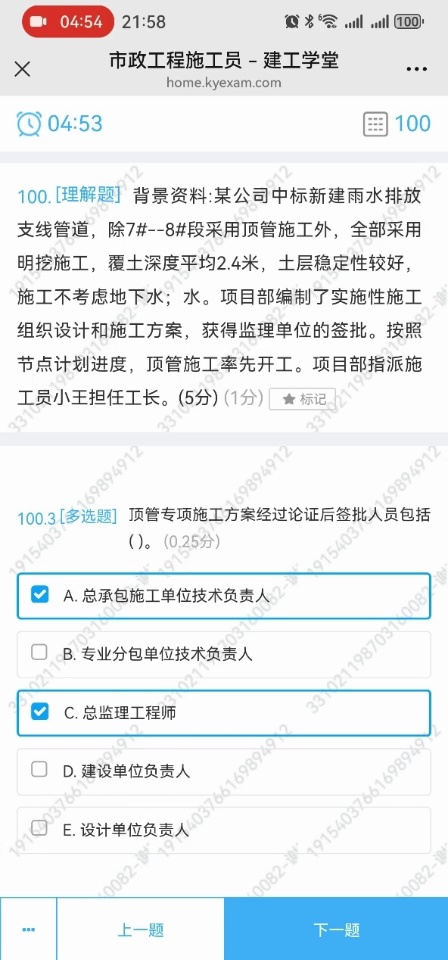 04:54 21:58 6 100
市政工程施工员 – 建工学堂
home.kyexam.com
04:53 100
100. [理解题] 背景资料:某公司中标新建雨水排放
支线管道，除7#--8#段采用顶管施工外，全部采用
明挖施工，覆土深度平均2.4米，土层稳定性较好，
施工不考虑地下水；水。项目部编制了实施性施工
组织设计和施工方案，获得监理单位的签批。按照
节点计划进度，顶管施工率先开工。项目部指派施
工员小王担任工长。(5分) (1分) ★ 标记
100.3 [多选题] 顶管专项施工方案经过论证后签批人员包括
( )。 (0.25分)
A. 总承包施工单位技术负责人
B. 专业分包单位技术负责人
C. 总监理工程师
D. 建设单位负责人
E. 设计单位负责人
上一题 下一题